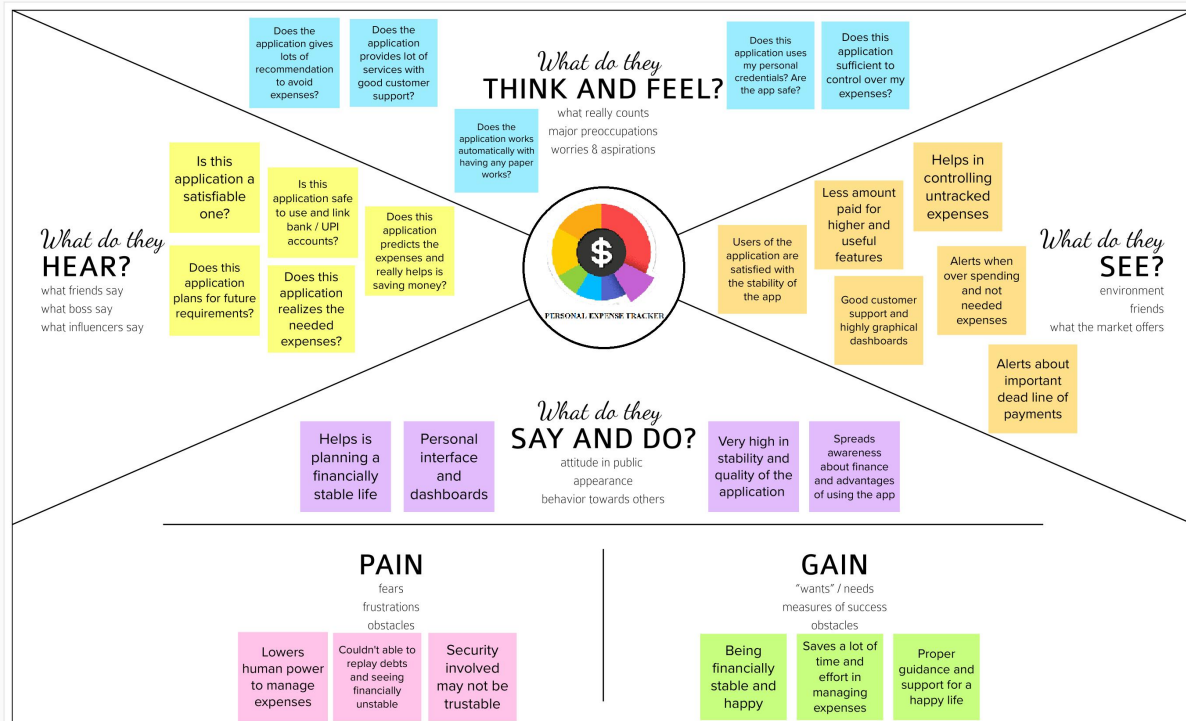 Does the
application gives
lots of
recommendation
to avoid
expenses?
Does the
application
provides lot of
services with
good customer
support?
What do they
THINK AND FEEL?
what really counts
major preoccupations
worries & aspirations
Does this
application uses
my personal
credentials? Are
the app safe?
Does this
application
sufficient to
control over my
expenses?
Does the
application works
automatically with
having any paper
works?
What do they
HEAR?
what friends say
what boss say
what influencers say
Is this
application a
satisfiable
one?
Is this
application safe
to use and link
bank / UPI
accounts?
Does this
application
predicts the
expenses and
really helps is
saving money?
Does this
application
plans for future
requirements?
Does this
application
realizes the
needed
expenses?
$
PERSONAL EXPENSE TRACKER
Users of the
application are
satisfied with
the stability of
the app
Less amount
paid for
higher and
useful
features
Helps in
controlling
untracked
expenses
Good customer
support and
highly graphical
dashboards
Alerts when
over spending
and not
needed
expenses
Alerts about
important
dead line of
payments
What do they
SEE?
environment
friends
what the market offers
What do they
SAY AND DO?
attitude in public
appearance
behavior towards others
Helps is
planning a
financially
stable life
Personal
interface
and
dashboards
Very high in
stability and
quality of the
application
Spreads
awareness
about finance
and advantages
of using the app
PAIN
fears
frustrations
obstacles
Lowers
human power
to manage
expenses
Couldn't able to
replay debts
and seeing
financially
unstable
Security
involved
may not be
trustable
GAIN
"wants" / needs
measures of success
obstacles
Being
financially
stable and
happy
Saves a lot of
time and
effort in
managing
expenses
Proper
guidance and
support for a
happy life